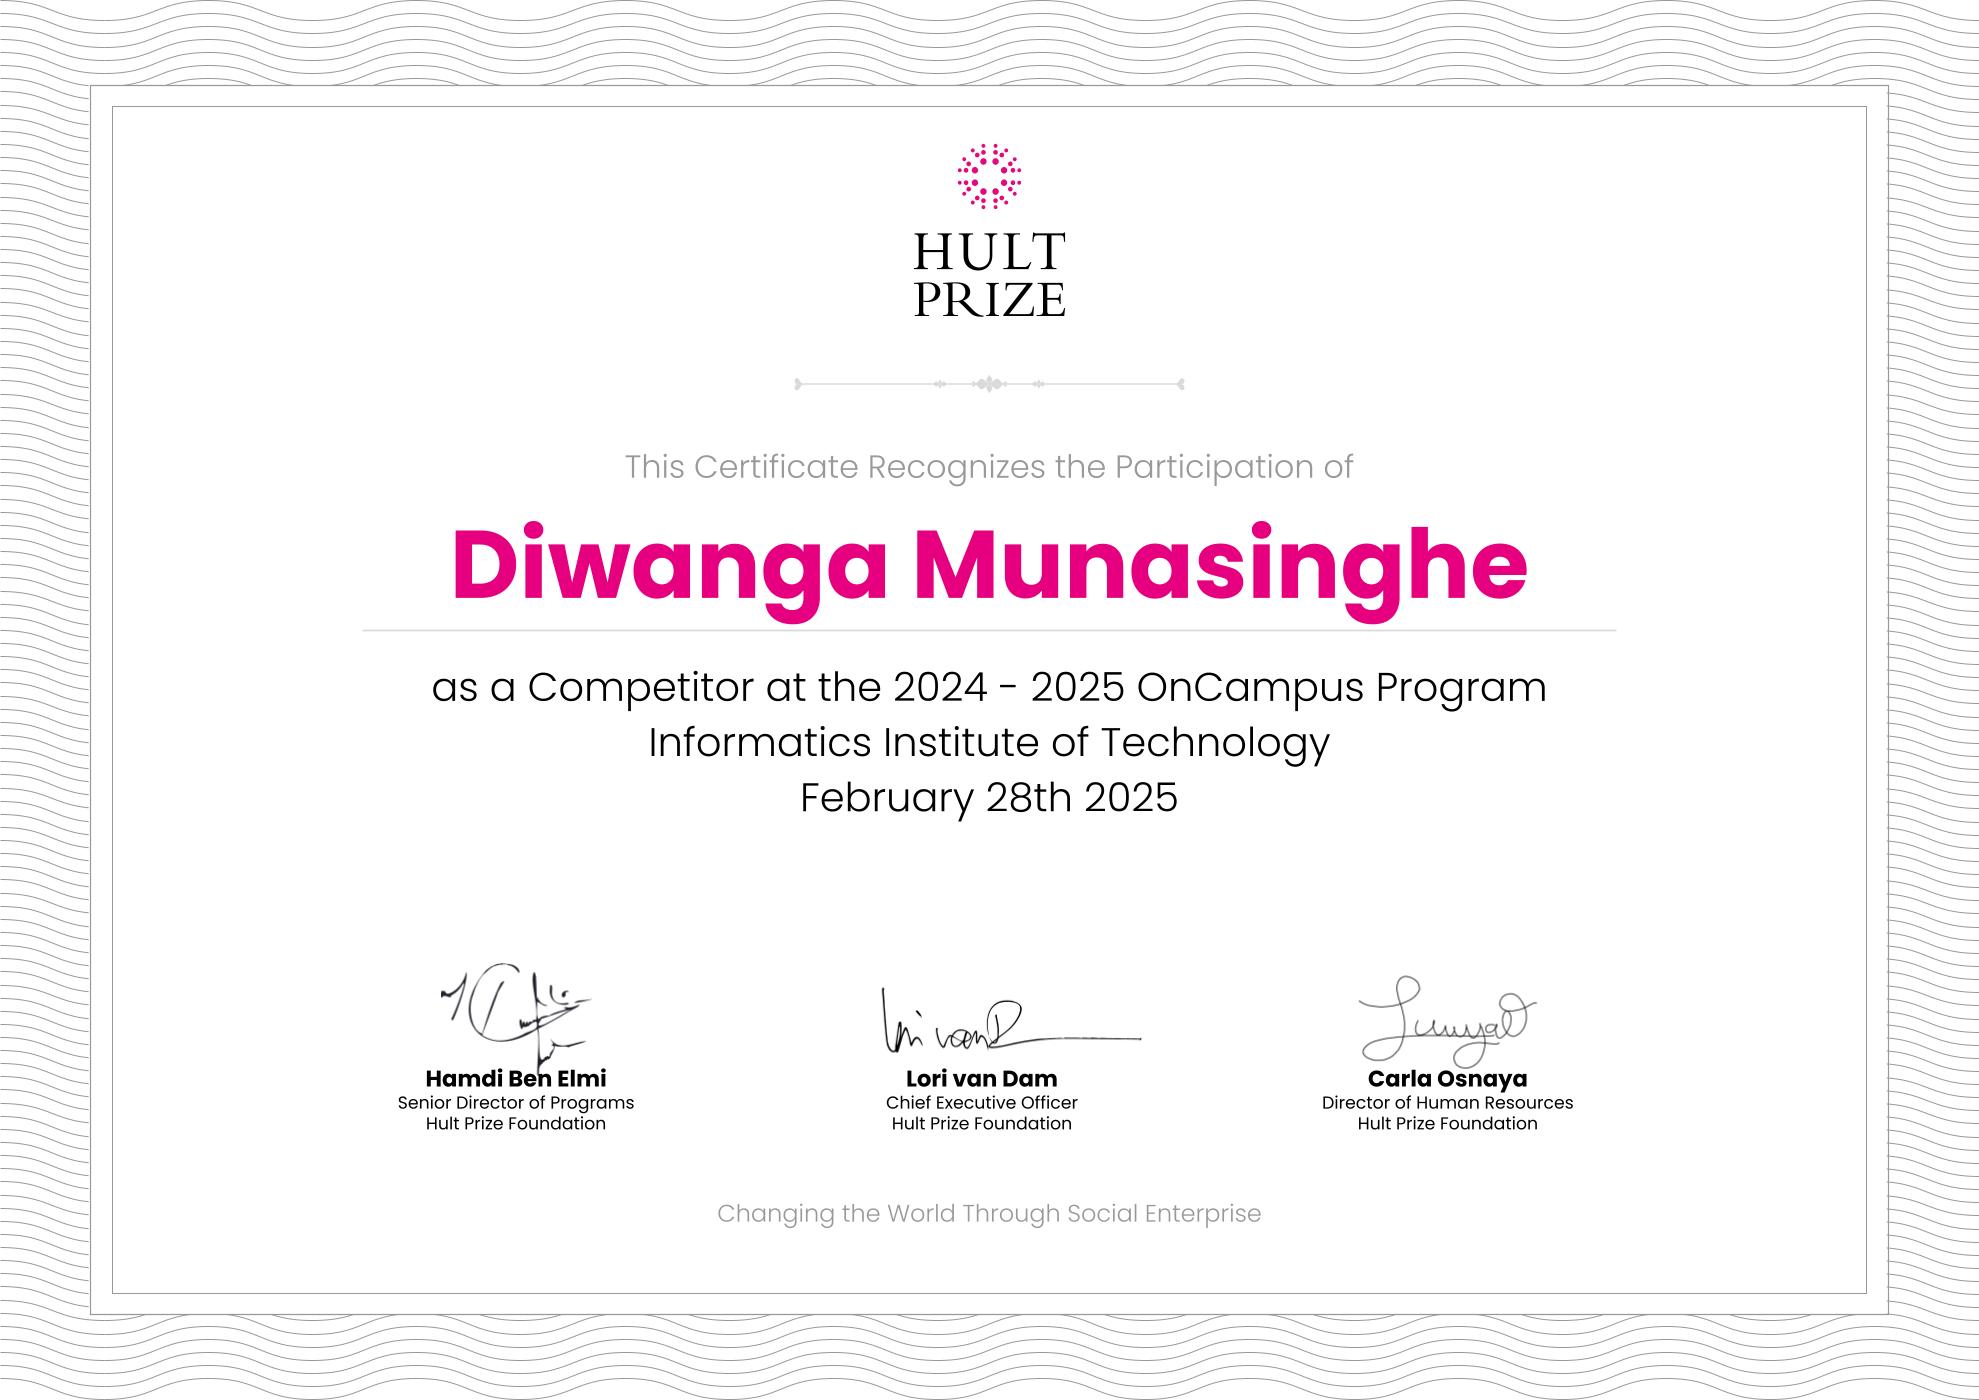 HULT
PRIZE
This Certificate Recognizes the Participation of
Diwanga Munasinghe
as a Competitor at the 2024 - 2025 OnCampus Program
Informatics Institute of Technology
February 28th 2025
Hamdi Ben Elmi
Senior Director of Programs
Hult Prize Foundation
Lori van Dam
Chief Executive Officer
Hult Prize Foundation
Carla Osnaya
Director of Human Resources
Hult Prize Foundation
Changing the World Through Social Enterprise